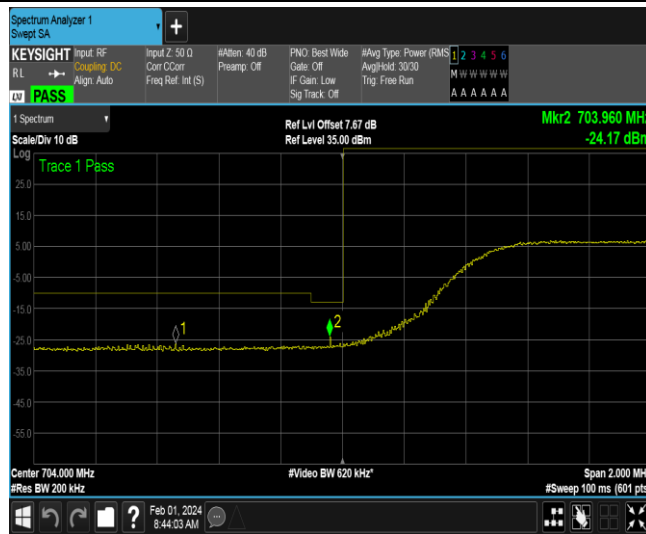 Spectrum Analyzer 1
Swept SA
+
KEYSIGHT
RL
LXI PASS
Input: RF
Coupling: DC
Align: Auto
Input Z: 50 Ω
Corr CCorr
Freq Ref: Int (S)
#Atten: 40 dB
Preamp: Off
PNO: Best Wide
Gate: Off
IF Gain: Low
Sig Track: Off
#Avg Type: Power (RMS
Avg|Hold: 30/30
Trig: Free Run
1 2 3 4 5 6
M W W W W W
A A A A A A
1 Spectrum
Scale/Div 10 dB
Ref Lvl Offset 7.67 dB
Ref Level 35.00 dBm
Mkr2 703.960 MHz
-24.17 dBm
Log
Trace 1 Pass
25.0
15.0
5.00
-5.00
-15.0
-25.0
-35.0
-45.0
-55.0
1
2
Center 704.000 MHz
#Res BW 200 kHz
#Video BW 620 kHz*
Span 2.000 MHz
#Sweep 100 ms (601 pts
?
Feb 01, 2024
8:44:03 AM